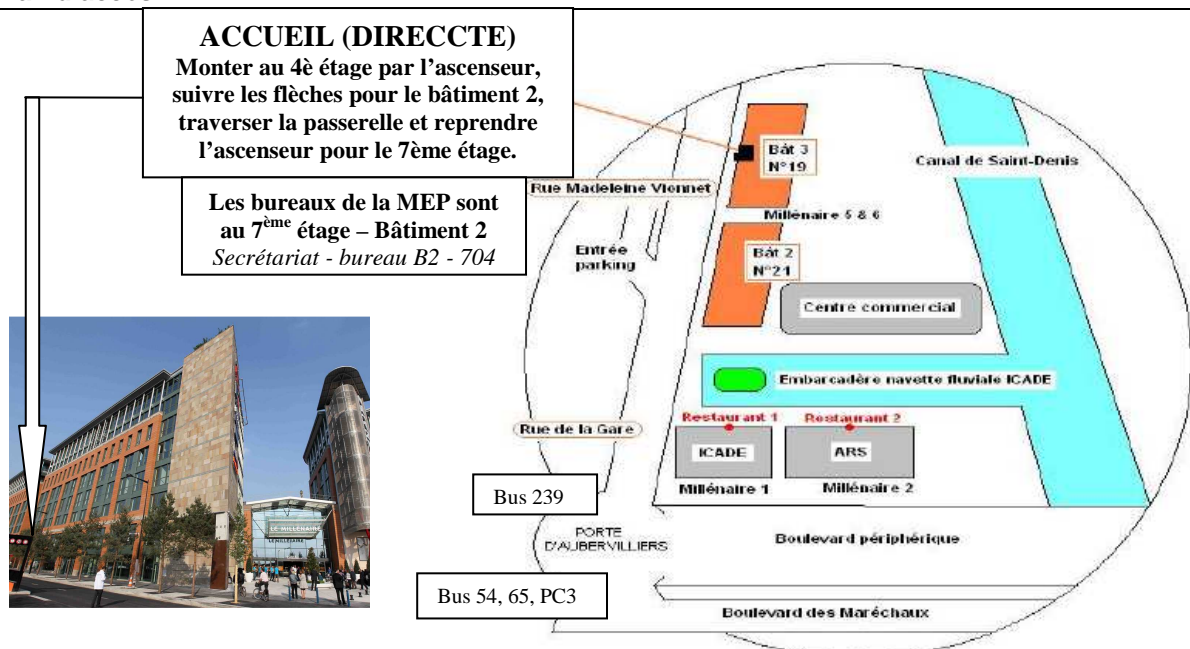 ACCUEIL (DIRECCTE)
Monter au 4è étage par l’ascenseur,
suivre les flèches pour le bâtiment 2,
traverser la passerelle et reprendre
l’ascenseur pour le 7ème étage.
Les bureaux de la MEP sont
au 7ème étage – Bâtiment 2
Secrétariat - bureau B2 - 704
Bât 3
N°19
Canal de Saint-Denis
Rue Madeleine Vionnet
Millénaire 5 & 6
Entrée
parking
Bât 2
N°21
Centre commercial
Embarcadère navette fluviale ICADE
Restaurant 1
Restaurant 2
Rue de la Gare
ICADE
ARS
Millénaire 1
Millénaire 2
Bus 239
PORTE
D'AUBERVILLIERS
Boulevard périphérique
Bus 54, 65, PC3
Boulevard des Maréchaux
LE MILLÉNAIRE
LE MILLÉNAIRE